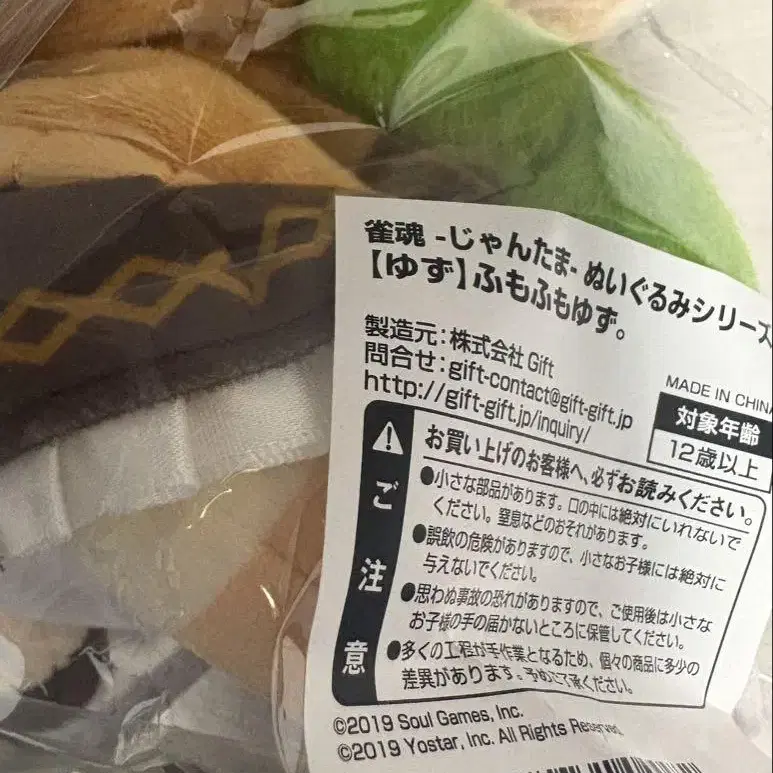 雀魂 -じゃんたま- ぬいぐるみシリーズ
【ゆず】ふもふもゆず。
製造元：株式会社 Gift
問合せ：gift-contact@gift-gift.jp
http://gift-gift.jp/inquiry/
MADE IN CHINA
対象年齢
12歳以上
ご注意
お買い上げのお客様へ、必ずお読みください。
●小さな部品があります。口の中には絶対にいれないで
ください。窒息などのおそれがあります。
●誤飲の危険がありますので、小さなお子様には絶対に
与えないでください。
●思わぬ事故の恐れがありますので、ご使用後は小さな
お子様の手の届かないところに保管してください。
●多くの工程が手作業となるため、個々の商品に多少の
差異があります。予めご了承ください。
©2019 Soul Games, Inc.
©2019 Yostar, Inc. All Rights Reserved.